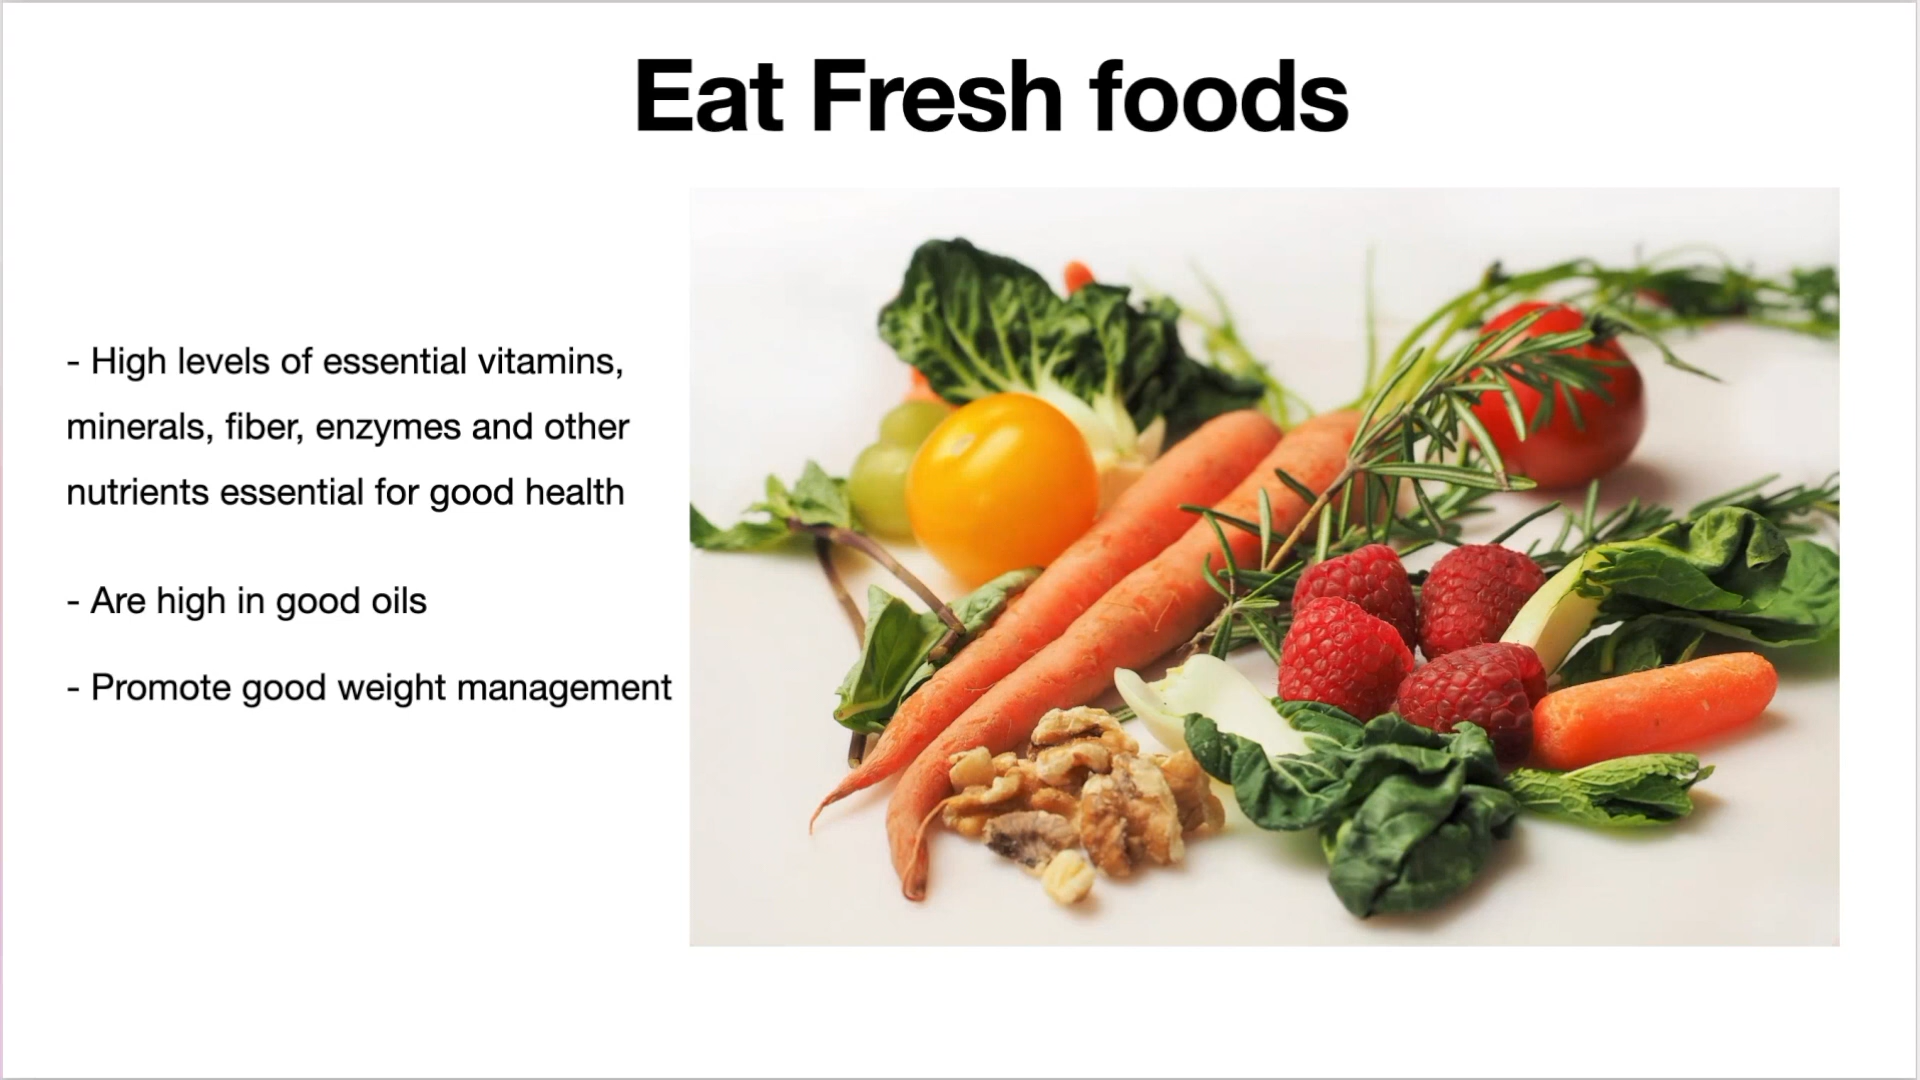 Eat Fresh foods
- High levels of essential vitamins,
minerals, fiber, enzymes and other
nutrients essential for good health
- Are high in good oils
- Promote good weight management